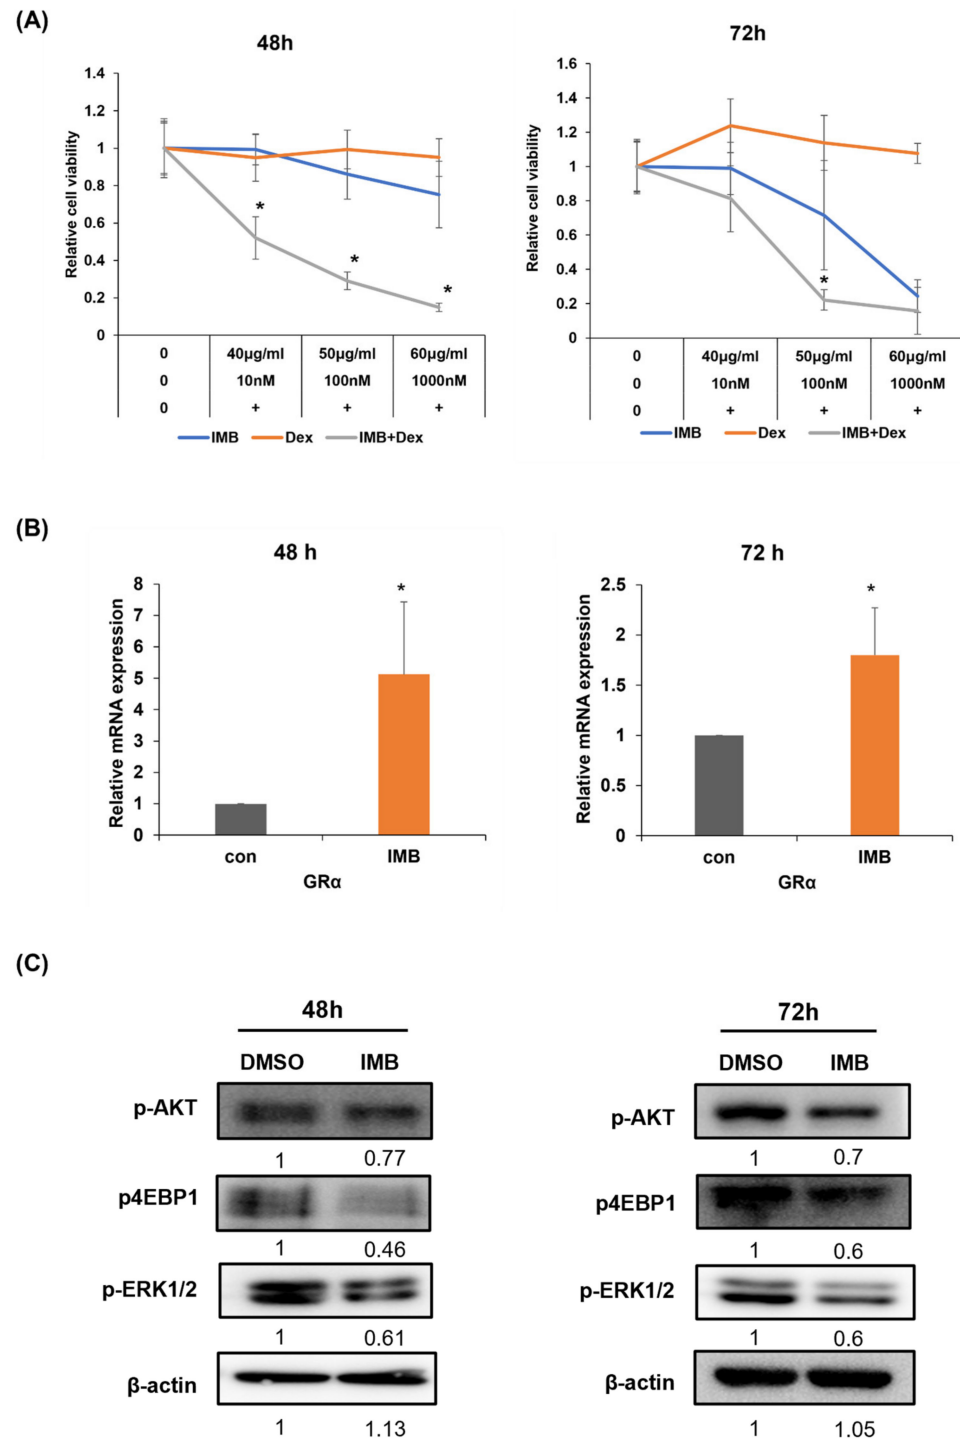 (A)
48h
Relative cell viability
1.4
1.2
1
0.8
0.6
0.4
0.2
0
* * *
0 40µg/ml 50µg/ml 60µg/ml
0 10nM 100nM 1000nM
0 + + +
IMB Dex IMB+Dex
72h
Relative cell viability
1.6
1.4
1.2
1
0.8
0.6
0.4
0.2
0
*
0 40µg/ml 50µg/ml 60µg/ml
0 10nM 100nM 1000nM
0 + + +
IMB Dex IMB+Dex
(B)
48 h
Relative mRNA expression
8
7
6
5
4
3
2
1
0
*
con IMB
GRα
72 h
Relative mRNA expression
2.5
2
1.5
1
0.5
0
*
con IMB
GRα
(C)
48h
DMSO IMB
p-AKT
1 0.77
p4EBP1
1 0.46
p-ERK1/2
1 0.61
β-actin
1 1.13
72h
DMSO IMB
p-AKT
1 0.7
p4EBP1
1 0.6
p-ERK1/2
1 0.6
β-actin
1 1.05